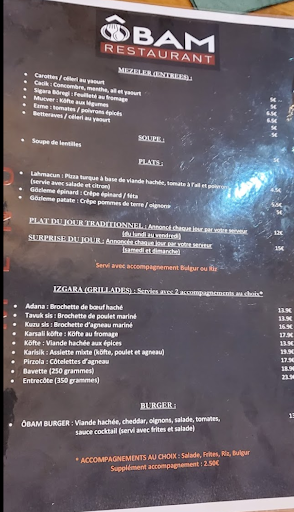 ÔBAM
RESTAURANT
MEZELER (ENTREES) :
Carottes / céleri au yaourt
Cacik : Concombre, menthe, ail et yaourt 5€
Sigara Böregi : Feuilleté au fromage
Mucver : Köfte aux légumes
Ezme : tomates / poivrons épicés
Betteraves / céleri au yaourt
SOUPE :
Soupe de lentilles 5€
PLATS :
Lahmacun : Pizza turque à base de viande hachée, tomate à l'ail et poivron
(servie avec salade et citron)
Gözleme épinard : Crêpe épinard / féta
Gözleme patate : Crêpe pommes de terre / oignons
PLAT DU JOUR TRADITIONNEL : Annoncé chaque jour par votre serveur 12€
(du lundi au vendredi)
SURPRISE DU JOUR : Annoncée chaque jour par votre serveur 15€
(samedi et dimanche)
Servi avec accompagnement Bulgur ou Riz
IZGARA (GRILLADES) : Servies avec 2 accompagnements au choix*
Adana : Brochette de bœuf haché 13.9€
Tavuk sis : Brochette de poulet mariné 13.9€
Kuzu sis : Brochette d'agneau mariné 16.9€
Karsali köfte : Köfte au fromage 17.9€
Köfte : Viande hachée aux épices 13.9€
Karisik : Assiette mixte (köfte, poulet et agneau) 19.9€
Pirzola : Côtelettes d'agneau 17.9€
Bavette (250 grammes) 18.9€
Entrecôte (350 grammes) 23.9€
BURGER :
ÔBAM BURGER : Viande hachée, cheddar, oignons, salade, tomates, 13
sauce cocktail (servi avec frites et salade)
* ACCOMPAGNEMENTS AU CHOIX : Salade, Frites, Riz, Bulgur
Supplément accompagnement : 2.50€